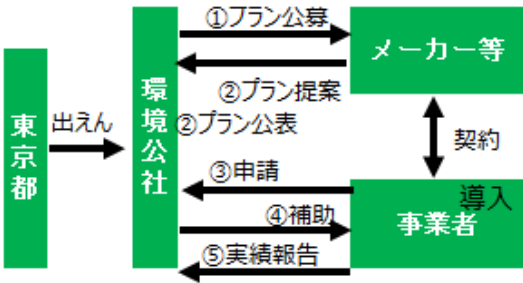 ①プラン公募
メーカー等
②プラン提案
環境公社
②プラン公表
東京都
出えん
契約
③申請
導入
④補助
事業者
⑤実績報告